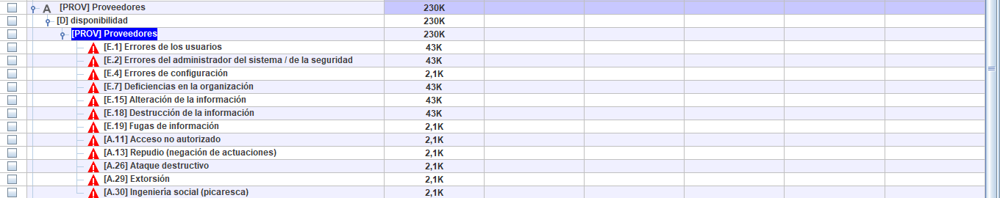 [PROV] Proveedores 230K
[D] disponibilidad 230K
[PROV] Proveedores 230K
[E.1] Errores de los usuarios 43K
[E.2] Errores del administrador del sistema / de la seguridad 43K
[E.4] Errores de configuración 2,1K
[E.7] Deficiencias en la organización 43K
[E.15] Alteración de la información 43K
[E.18] Destrucción de la información 43K
[E.19] Fugas de información 2,1K
[A.11] Acceso no autorizado 2,1K
[A.13] Repudio (negación de actuaciones) 2,1K
[A.26] Ataque destructivo 2,1K
[A.29] Extorsión 2,1K
[A.30] Ingeniería social (picaresca) 2,1K